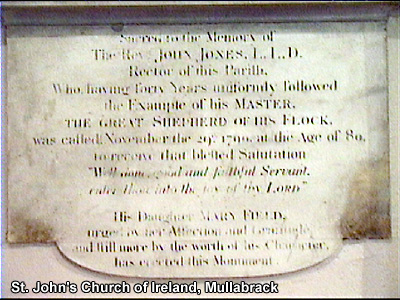 Sacred to the Memory of
The Revd. JOHN JONES, L.L.D.
Rector of this Parish,
Who, having forty Years uniformly followed
the Example of his MASTER,
THE GREAT SHEPHERD OF HIS FLOCK,
was called, November the 29th 1790, at the Age of 80,
to receive that blessed Salutation
"Well done, good and faithful Servant,
enter thou into the joy of thy LORD"
His Daughter MARY FIELD,
urged by her Affection and Gratitude,
and still more by the worth of his Character,
has erected this Monument.
St. John's Church of Ireland, Mullabrack